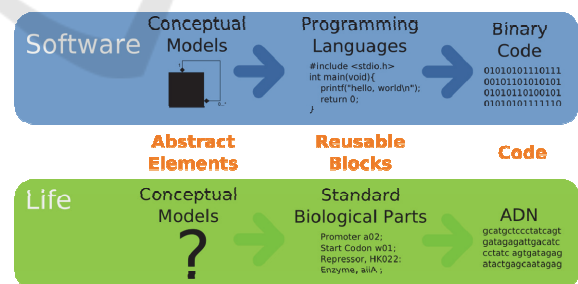 Software
Conceptual
Models
Programming
Languages
#include <stdio.h>
int main(void){
printf("hello, world\n");
return 0;
}
Binary
Code
01010101110111
00101101010101
01010110100101
01010101111110
Abstract
Elements
Reusable
Blocks
Code
Life
Conceptual
Models
?
Standard
Biological Parts
Promoter a02;
Start Codon w01;
Repressor, HK022:
Enzyme, aiiA ;
ADN
gcatgctccctatcagt
gatagagattgacatc
cctatc agtgatagag
atactgagcaatagag